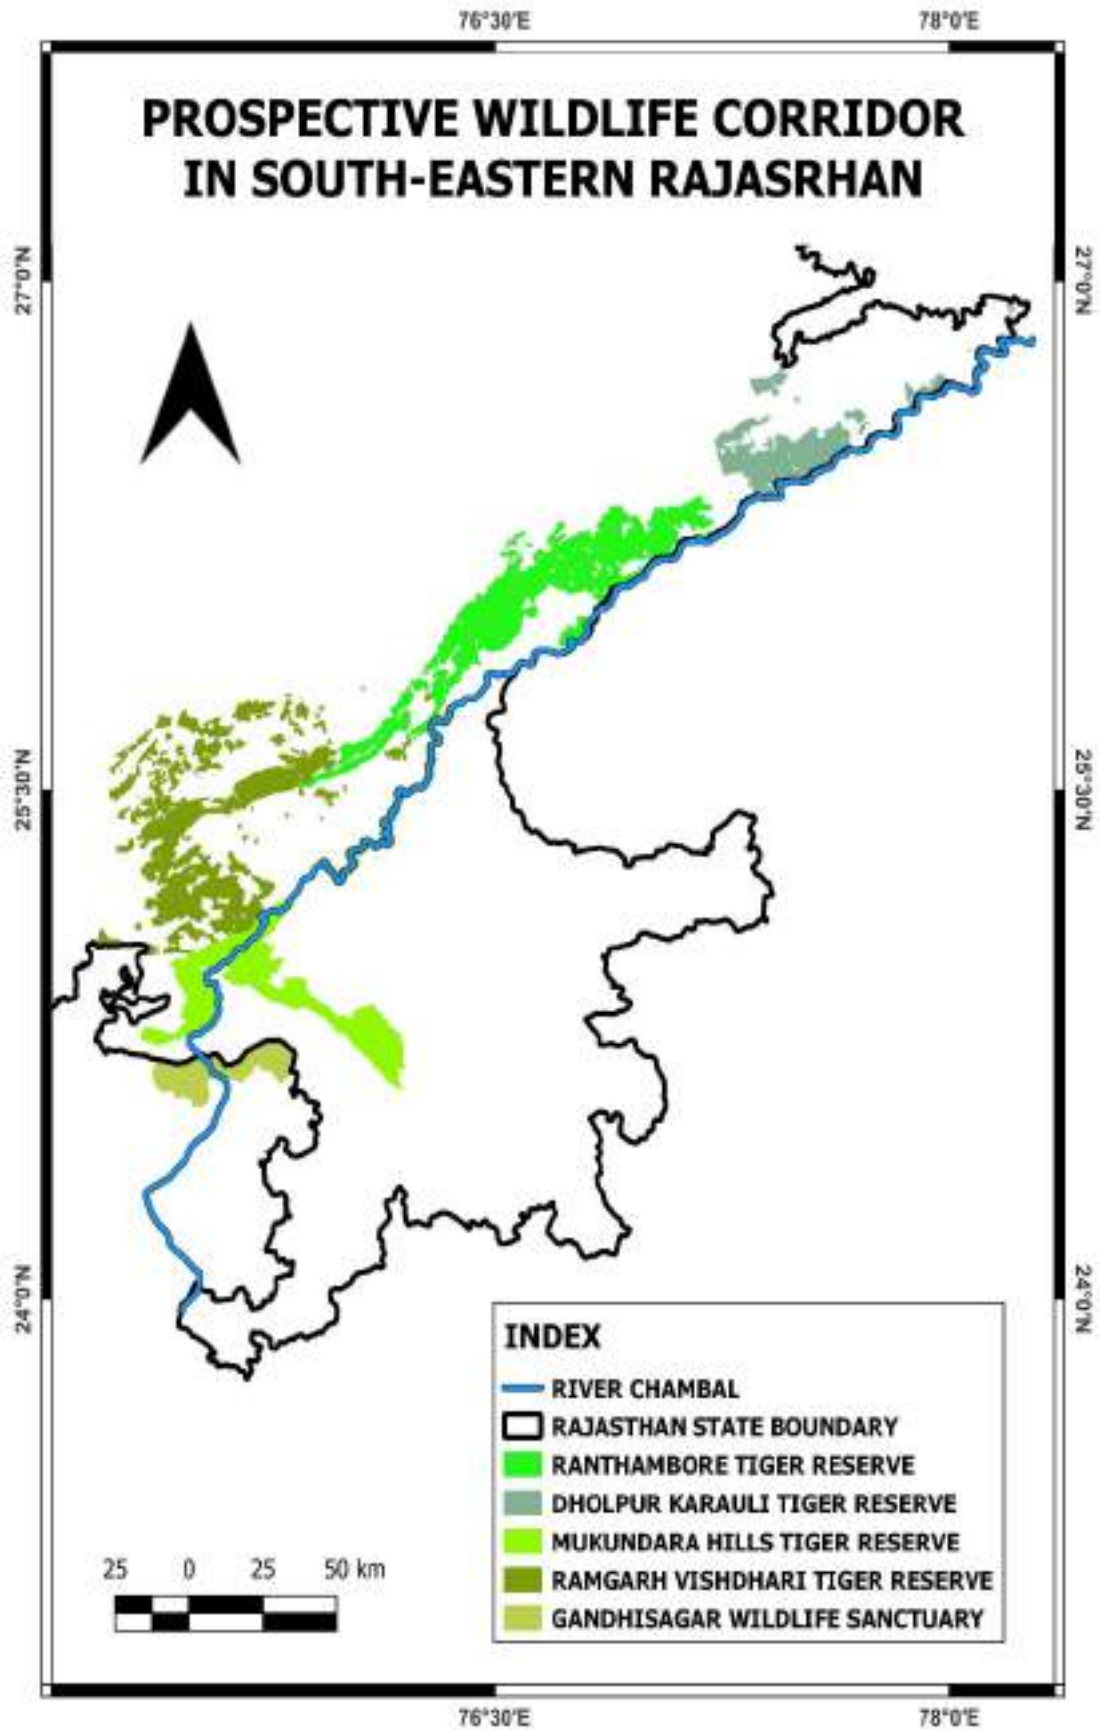 76°30'E 78°0'E
PROSPECTIVE WILDLIFE CORRIDOR
IN SOUTH-EASTERN RAJASRHAN
27°0'N 27°0'N
25°30'N 25°30'N
24°0'N 24°0'N
INDEX
RIVER CHAMBAL
RAJASTHAN STATE BOUNDARY
RANTHAMBORE TIGER RESERVE
DHOLPUR KARAULI TIGER RESERVE
MUKUNDARA HILLS TIGER RESERVE
RAMGARH VISHDHARI TIGER RESERVE
GANDHISAGAR WILDLIFE SANCTUARY
25 0 25 50 km
76°30'E 78°0'E